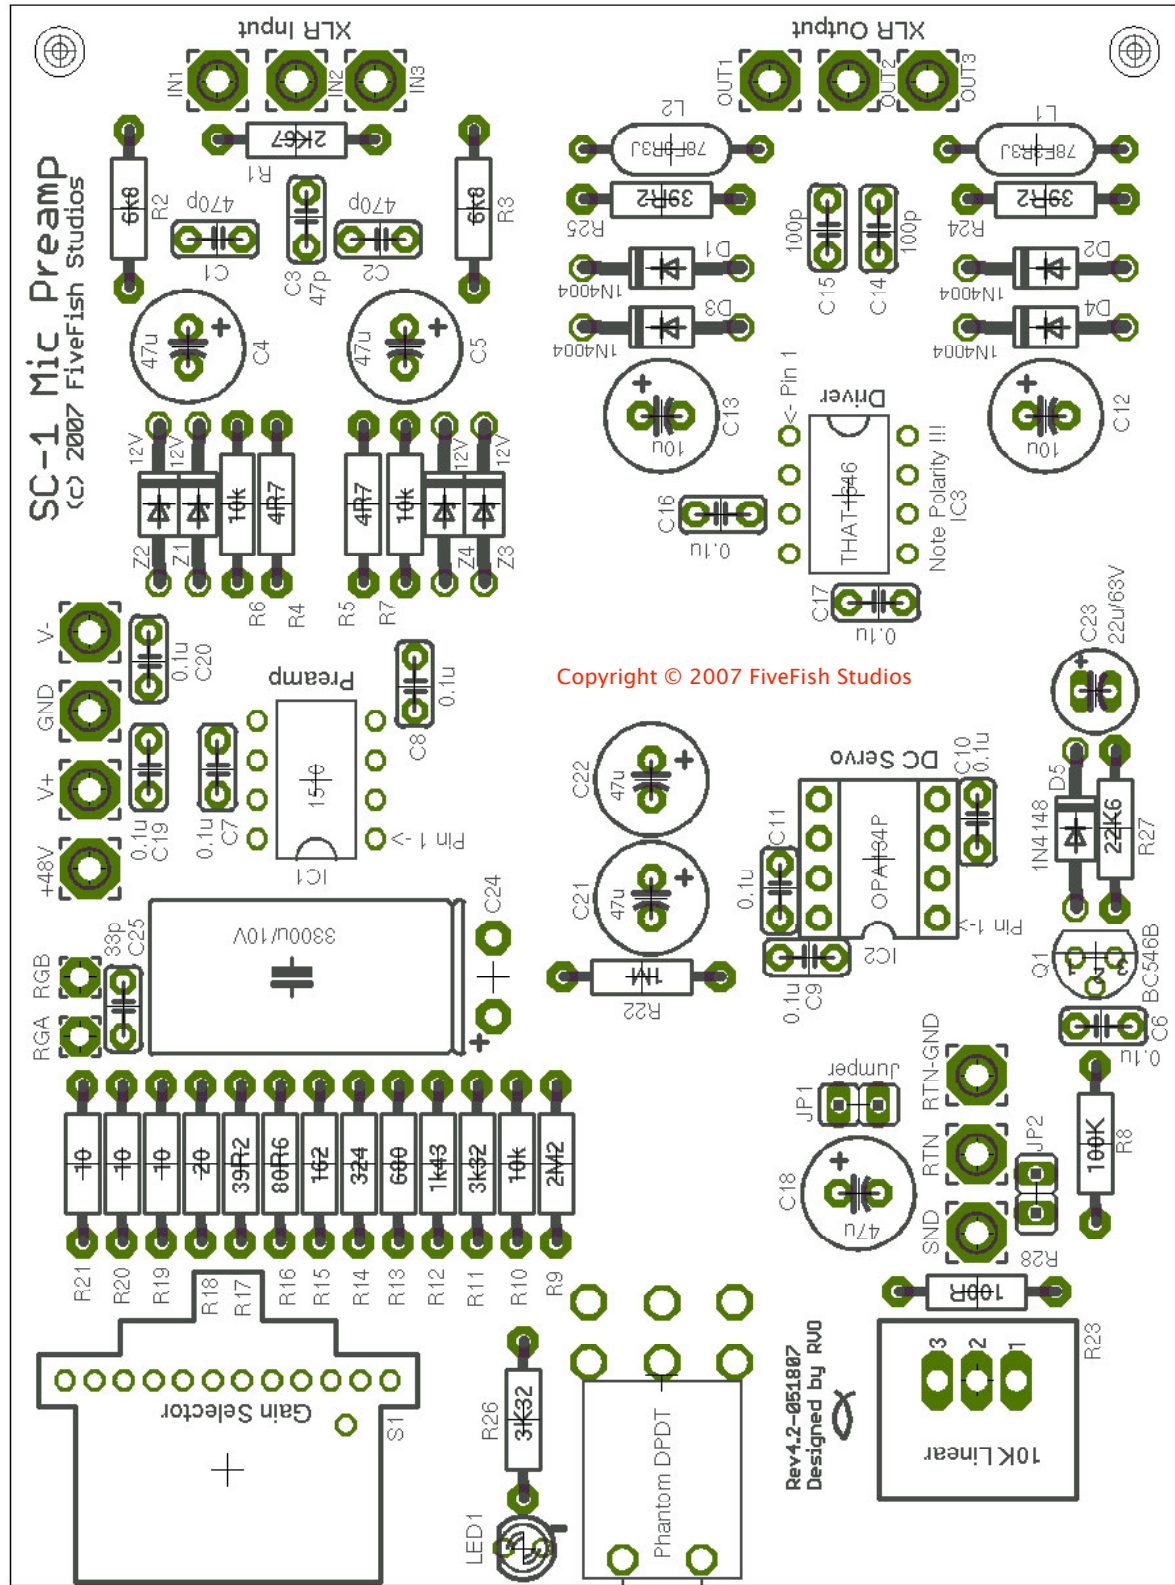 XLR Input
XLR Output
IN1
IN2
IN3
OUT1
OUT2
OUT3
SC-1 Mic Preamp
(c) 2007 FiveFish Studios
2K67
R1
6K8
R2
6K8
R3
470p
C1
C3
47p
470p
C2
L2
78F3R3J
L1
78F3R3J
39R2
R25
39R2
R24
100p
C15
100p
C14
D1
1N4004
D2
1N4004
D3
1N4004
D4
1N4004
47u
C4
47u
C5
10u
C13
10u
C12
<- Pin 1
Driver
THAT1646
Note Polarity !!!
IC3
12V
12V
10k
4R7
4R7
10k
12V
12V
Z2
Z1
R6
R4
R5
R7
Z4
Z3
C16
0.1u
C17
0.1u
V-
GND
V+
+48V
0.1u
C20
0.1u
C19
0.1u
C7
Preamp
1510
Pin 1 ->
IC1
C8
0.1u
Copyright © 2007 FiveFish Studios
C23
22u/63V
C22
47u
C21
47u
DC Servo
OPA134P
IC2
Pin 1->
C10
0.1u
C11
0.1u
0.1u
C9
D5
1N4148
22K6
R27
Q1
1
2
3
BC546B
C6
0.1u
RGB
RGA
33p
C25
3300u/10V
C24
1M
R22
JP1
Jumper
RTN-GND
RTN
SND
JP2
100K
R8
C18
47u
R28
100R
10
10
10
20
39R2
80R6
162
324
680
1k43
3k32
10k
2M2
R21
R20
R19
R18
R17
R16
R15
R14
R13
R12
R11
R10
R9
Gain Selector
S1
R26
3K32
LED1
Phantom DPDT
Rev4.2-051807
Designed by RVO
3
2
1
R23
10K Linear